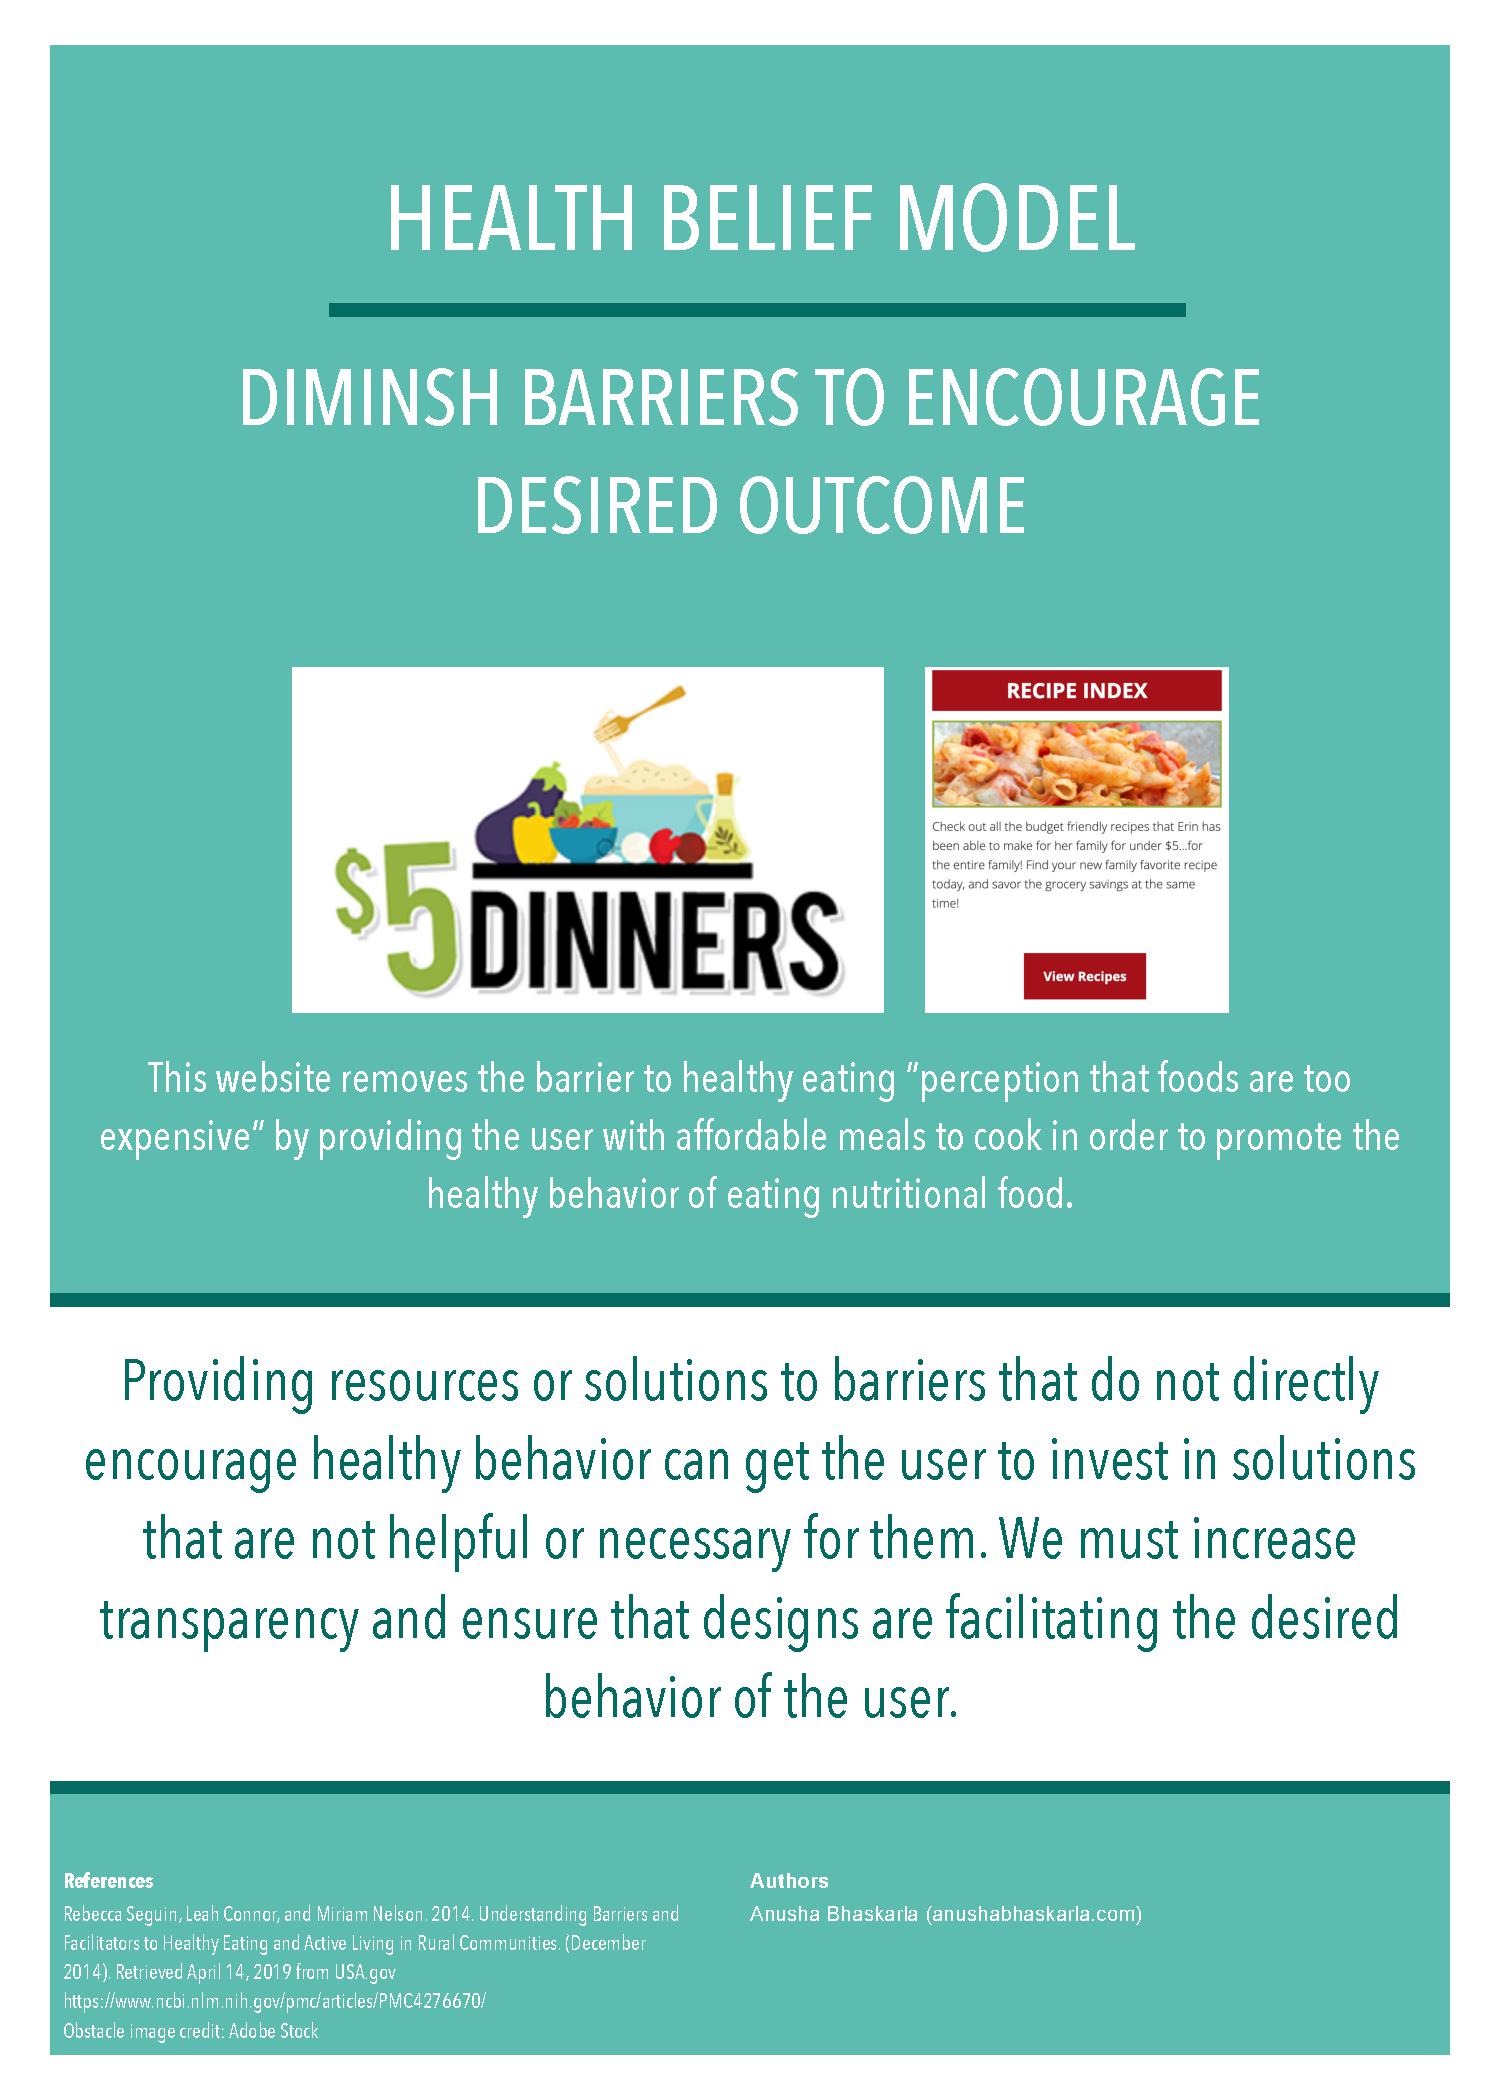 HEALTH BELIEF MODEL
DIMINSH BARRIERS TO ENCOURAGE
DESIRED OUTCOME
$5 DINNERS
RECIPE INDEX
Check out all the budget friendly recipes that Erin has
been able to make for her family for under $5...for
the entire family! Find your new family favorite recipe
today, and savor the grocery savings at the same
time!
View Recipes
This website removes the barrier to healthy eating "perception that foods are too
expensive" by providing the user with affordable meals to cook in order to promote the
healthy behavior of eating nutritional food.
Providing resources or solutions to barriers that do not directly
encourage healthy behavior can get the user to invest in solutions
that are not helpful or necessary for them. We must increase
transparency and ensure that designs are facilitating the desired
behavior of the user.
References
Rebecca Seguin, Leah Connor, and Miriam Nelson. 2014. Understanding Barriers and
Facilitators to Healthy Eating and Active Living in Rural Communities. (December
2014). Retrieved April 14, 2019 from USA.gov
https://www.ncbi.nlm.nih.gov/pmc/articles/PMC4276670/
Obstacle image credit: Adobe Stock
Authors
Anusha Bhaskarla (anushabhaskarla.com)